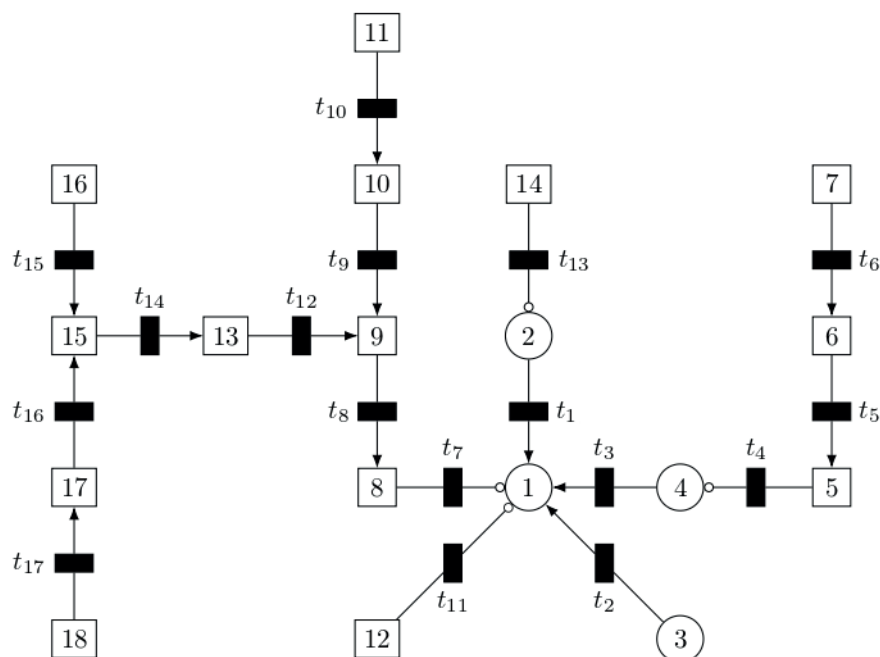 11
t₁₀
16 10 14 7
t₁₅ t₉ t₁₃ t₆
t₁₄ t₁₂
15 13 9 2 6
t₁₆ t₈ t₁ t₅
t₇ t₃ t₄
17 8 1 4 5
t₁₇ t₁₁ t₂
18 12 3